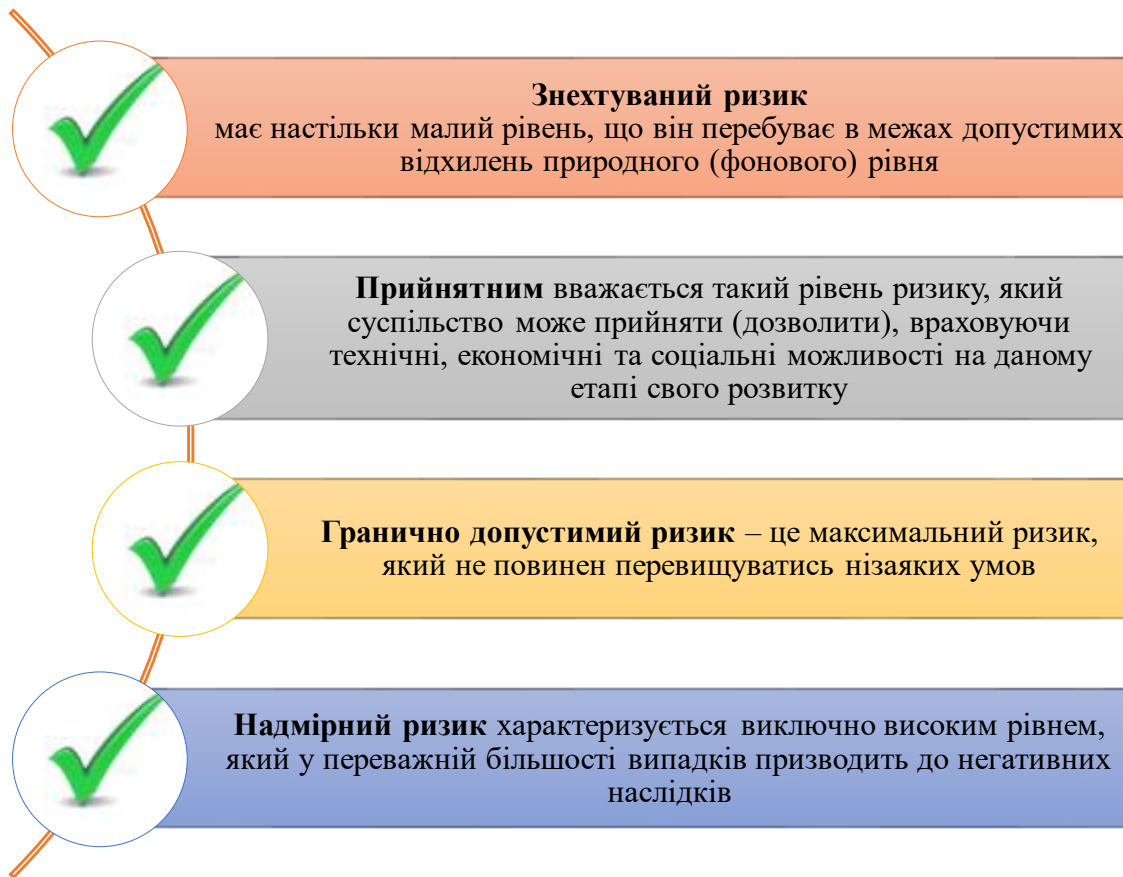 Знехтуваний ризик
має настільки малий рівень, що він перебуває в межах допустимих
відхилень природного (фонового) рівня
Прийнятним вважається такий рівень ризику, який
суспільство може прийняти (дозволити), враховуючи
технічні, економічні та соціальні можливості на даному
етапі свого розвитку
Гранично допустимий ризик – це максимальний ризик,
який не повинен перевищуватись нізаяких умов
Надмірний ризик характеризується виключно високим рівнем,
який у переважній більшості випадків призводить до негативних
наслідків